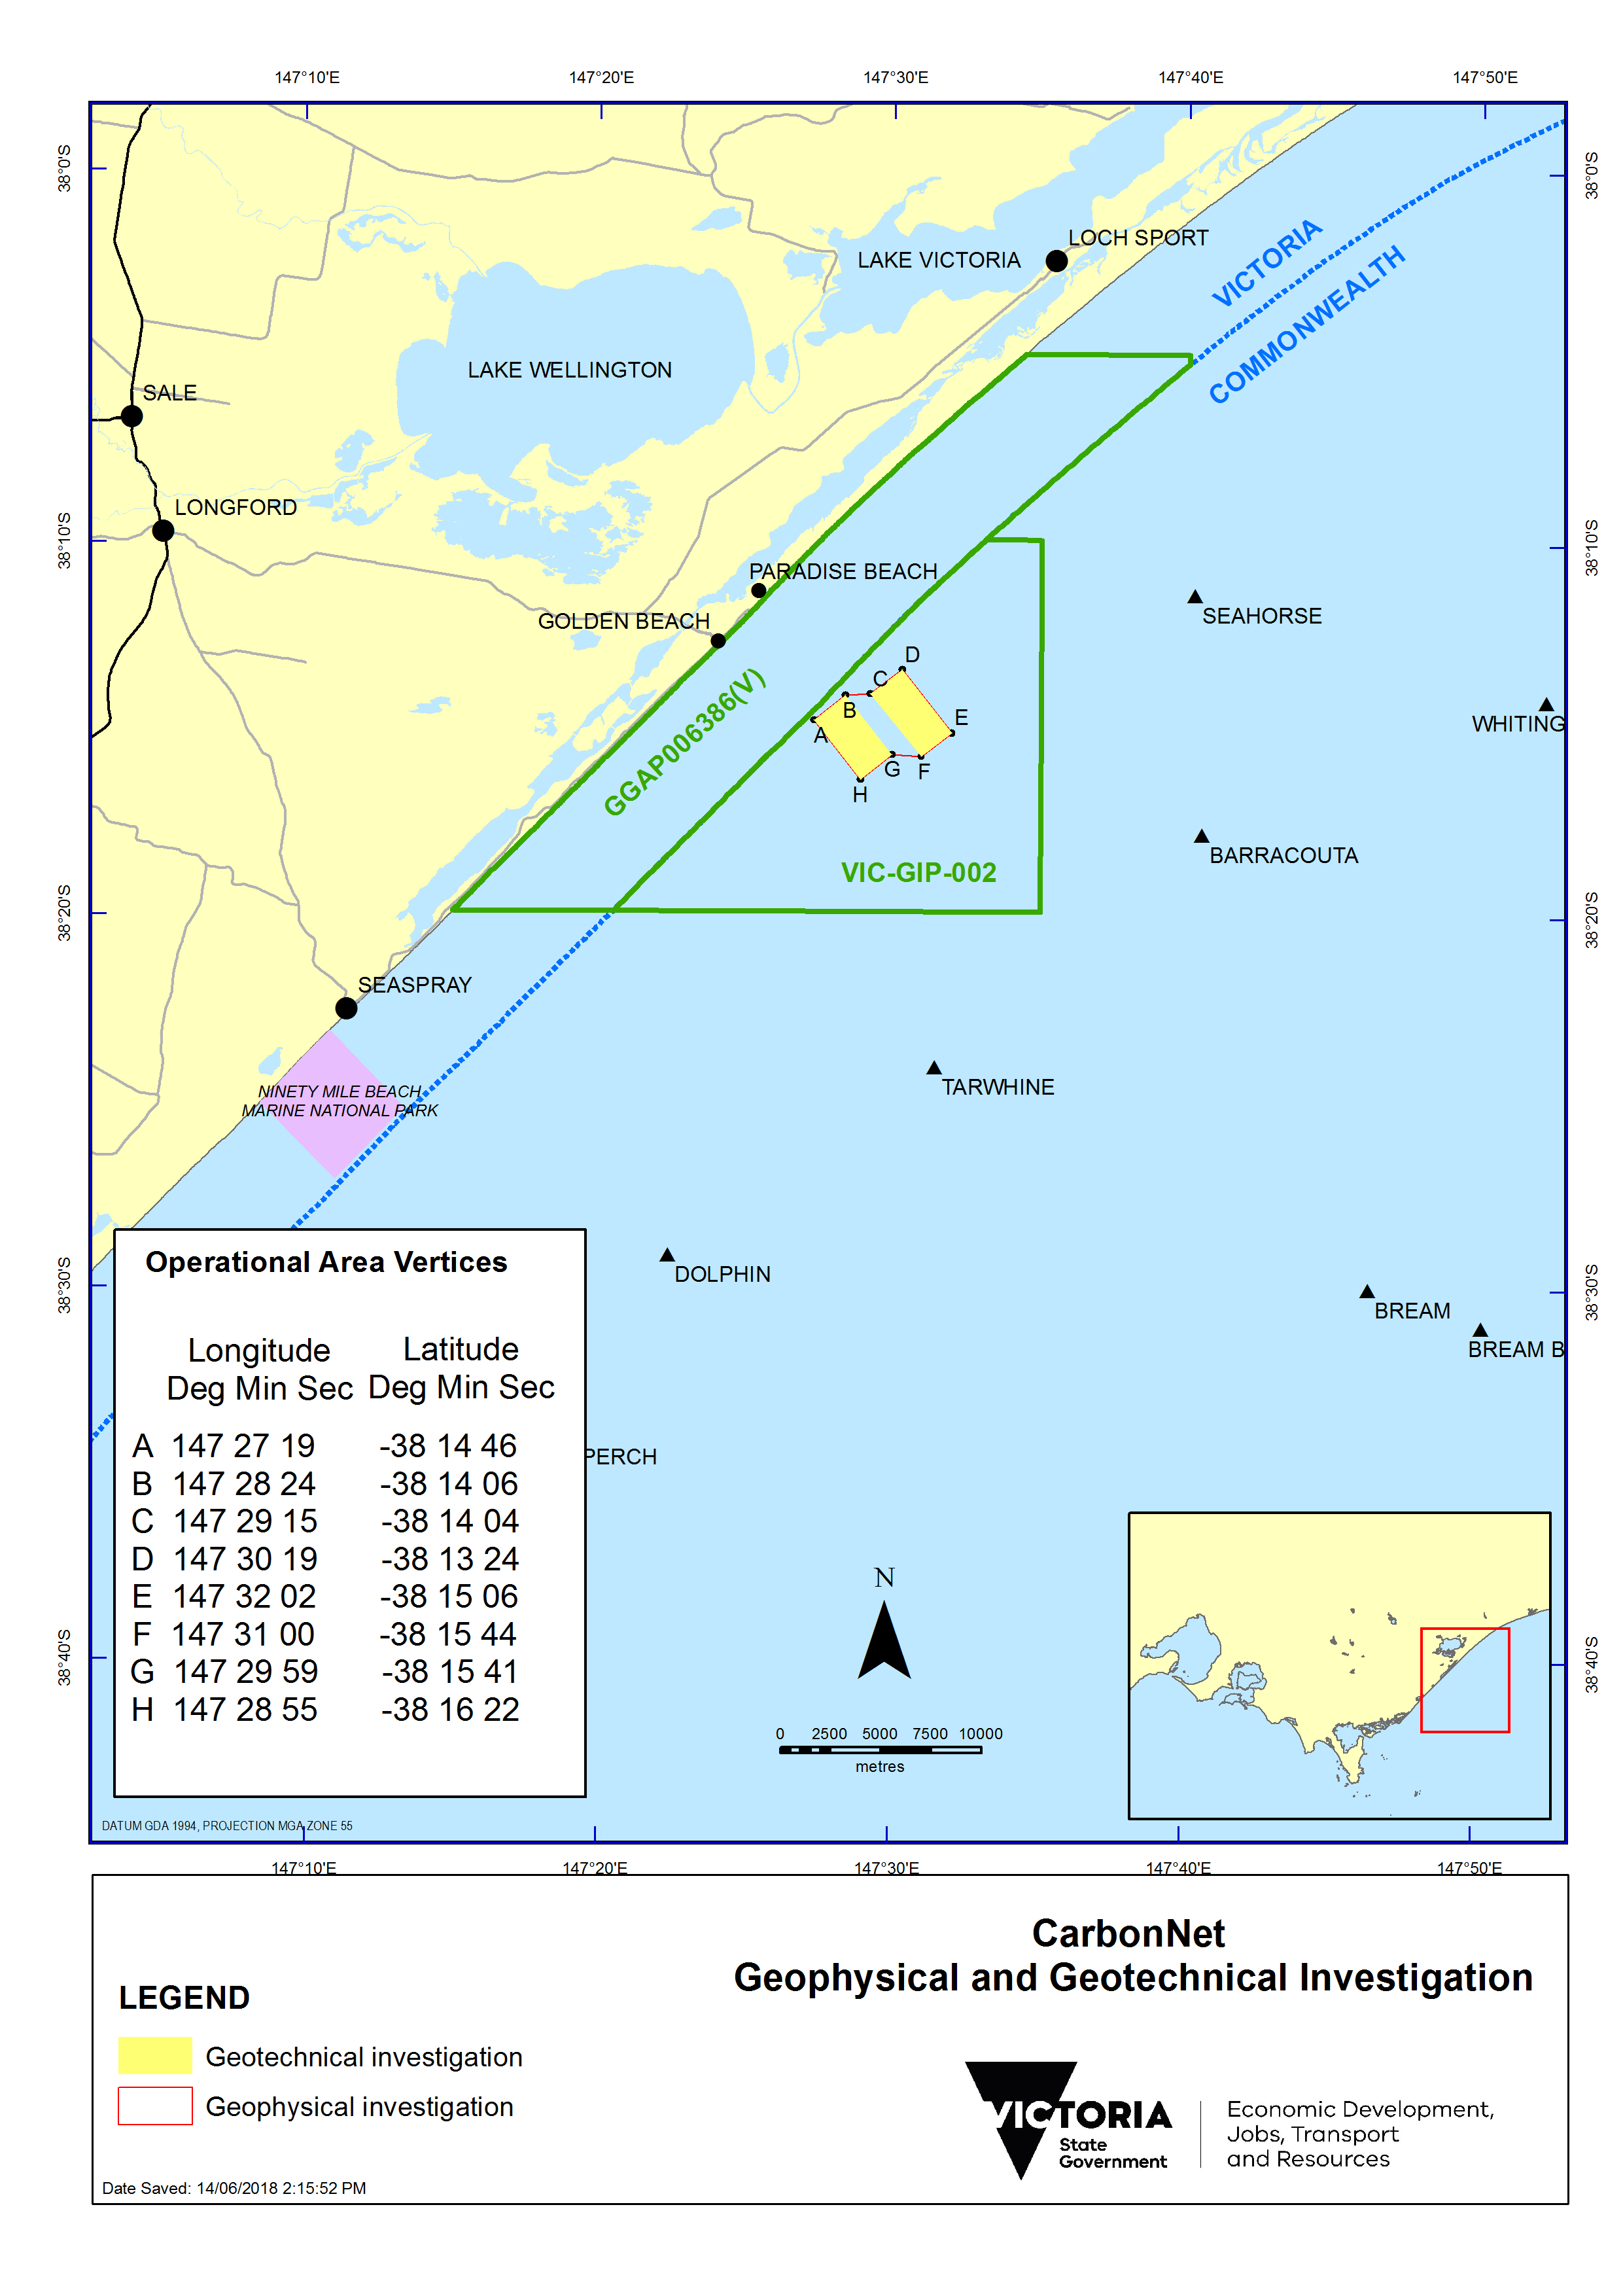 147°10'E 147°20'E 147°30'E 147°40'E 147°50'E
38°0'S
38°0'S
LOCH SPORT
LAKE VICTORIA
VICTORIA
COMMONWEALTH
LAKE WELLINGTON
SALE
LONGFORD
38°10'S
38°10'S
PARADISE BEACH
GOLDEN BEACH
SEAHORSE
D
C
B
E
A
G
F
H
WHITING
GGAP006386(V)
BARRACOUTA
VIC-GIP-002
38°20'S
38°20'S
SEASPRAY
TARWHINE
NINETY MILE BEACH
MARINE NATIONAL PARK
DOLPHIN
38°30'S
38°30'S
BREAM
BREAM B
PERCH
Operational Area Vertices
Longitude Latitude
Deg Min Sec Deg Min Sec
A 147 27 19 -38 14 46
B 147 28 24 -38 14 06
C 147 29 15 -38 14 04
D 147 30 19 -38 13 24
E 147 32 02 -38 15 06
F 147 31 00 -38 15 44
G 147 29 59 -38 15 41
H 147 28 55 -38 16 22
38°40'S
38°40'S
N
0 2500 5000 7500 10000
metres
DATUM GDA 1994, PROJECTION MGA ZONE 55
147°10'E 147°20'E 147°30'E 147°40'E 147°50'E
CarbonNet
Geophysical and Geotechnical Investigation
LEGEND
Geotechnical investigation
Geophysical investigation
VICTORIA
State
Government
Economic Development,
Jobs, Transport
and Resources
Date Saved: 14/06/2018 2:15:52 PM